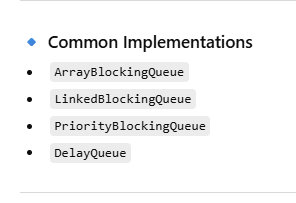 Common Implementations
ArrayBlockingQueue
LinkedBlockingQueue
PriorityBlockingQueue
DelayQueue